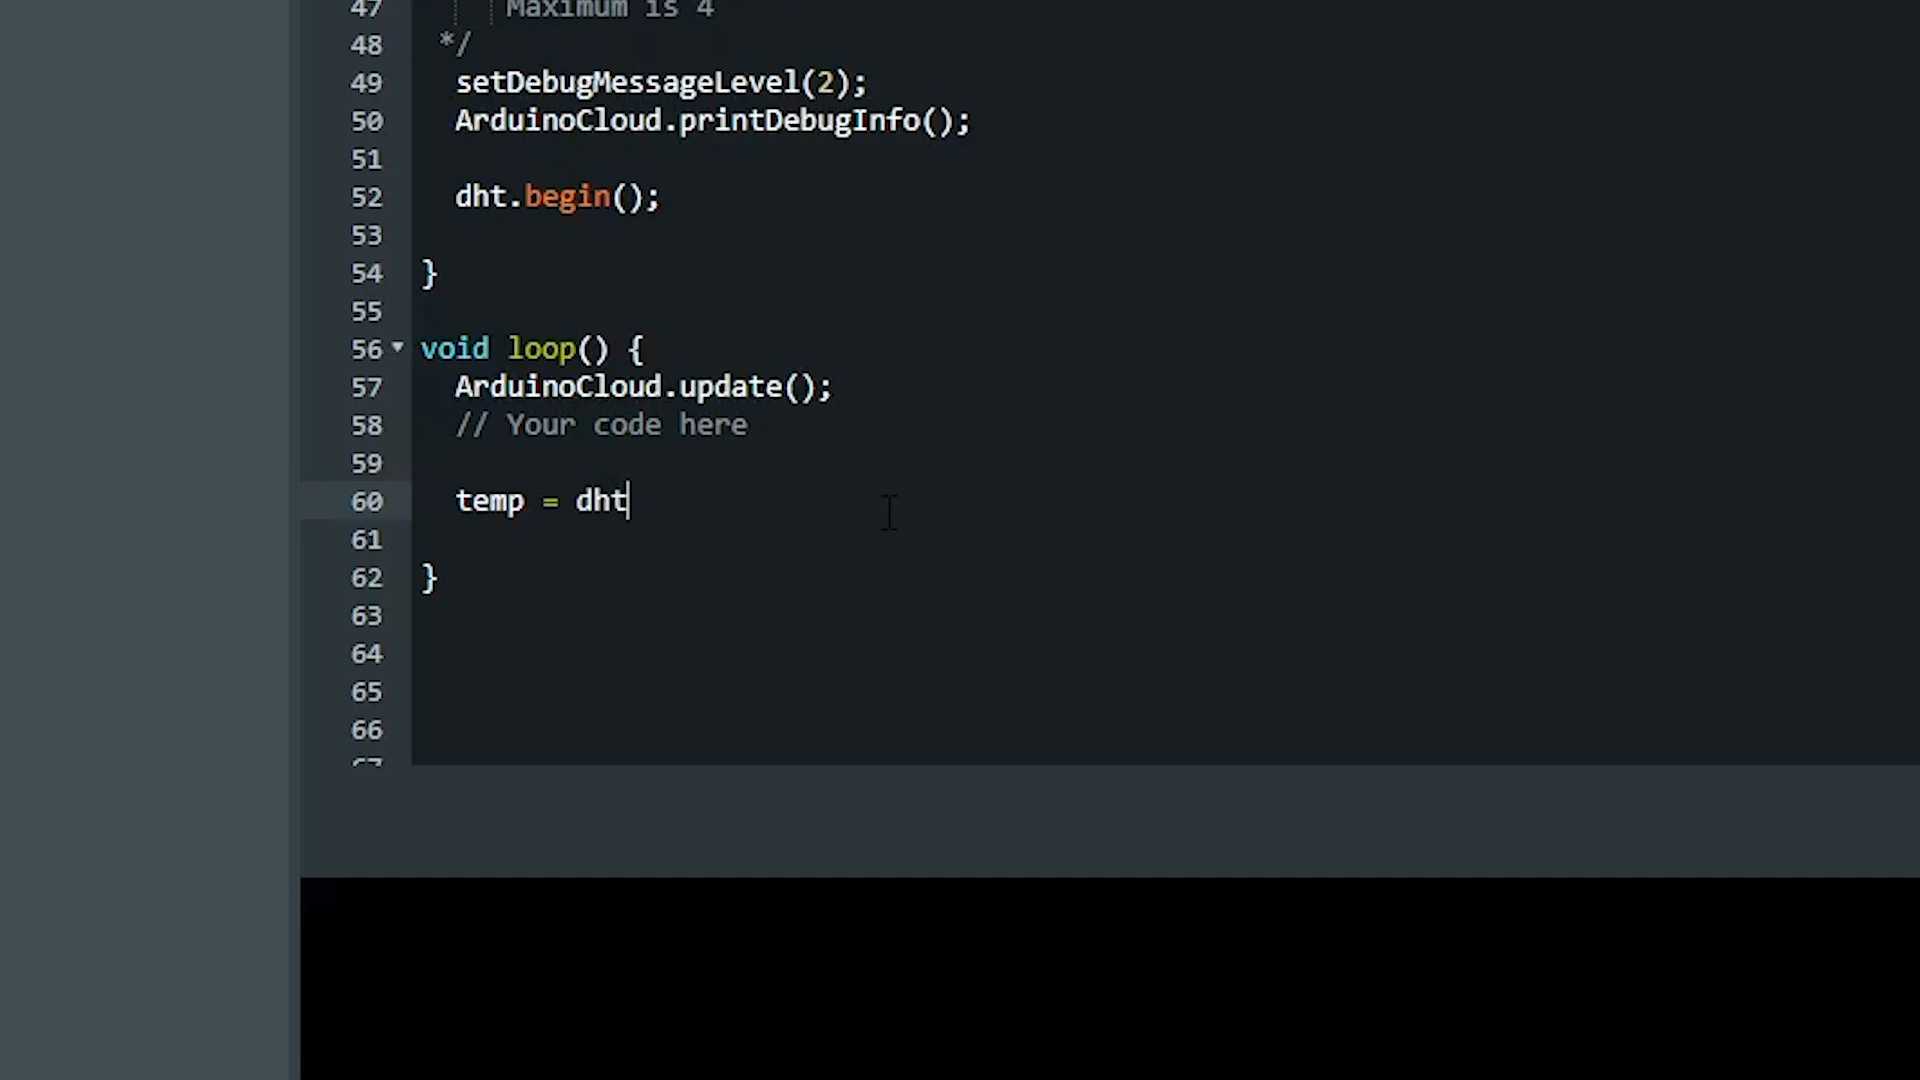 47 Maximum is 4
48 */
49 setDebugMessageLevel(2);
50 ArduinoCloud.printDebugInfo();
51
52 dht.begin();
53
54 }
55
56 void loop() {
57 ArduinoCloud.update();
58 // Your code here
59
60 temp = dht
61
62 }
63
64
65
66
67